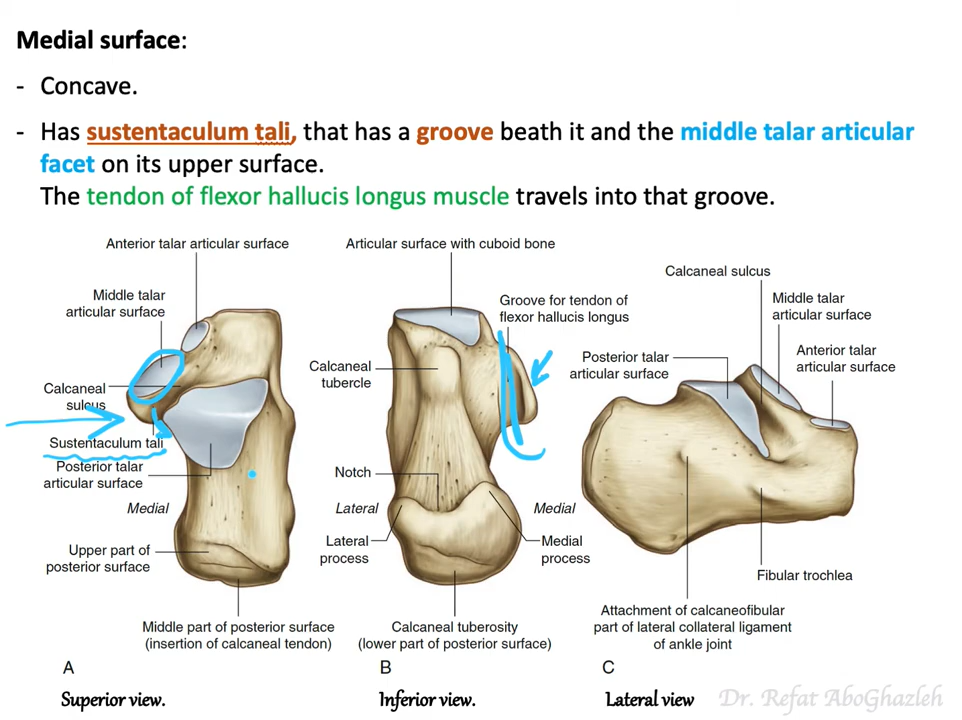 Medial surface:
- Concave.
- Has sustentaculum tali, that has a groove beath it and the middle talar articular
facet on its upper surface.
The tendon of flexor hallucis longus muscle travels into that groove.
Anterior talar articular surface
Middle talar
articular surface
Calcaneal
sulcus
Sustentaculum tali
Posterior talar
articular surface
Medial
Upper part of
posterior surface
Middle part of posterior surface
(insertion of calcaneal tendon)
A
Superior view.
Articular surface with cuboid bone
Groove for tendon of
flexor hallucis longus
Calcaneal
tubercle
Notch
Lateral
Medial
Lateral
process
Medial
process
Calcaneal tuberosity
(lower part of posterior surface)
B
Inferior view.
Calcaneal sulcus
Middle talar
articular surface
Posterior talar
articular surface
Anterior talar
articular surface
Fibular trochlea
Attachment of calcaneofibular
part of lateral collateral ligament
of ankle joint
C
Lateral view
Dr. Refat AboGhazleh